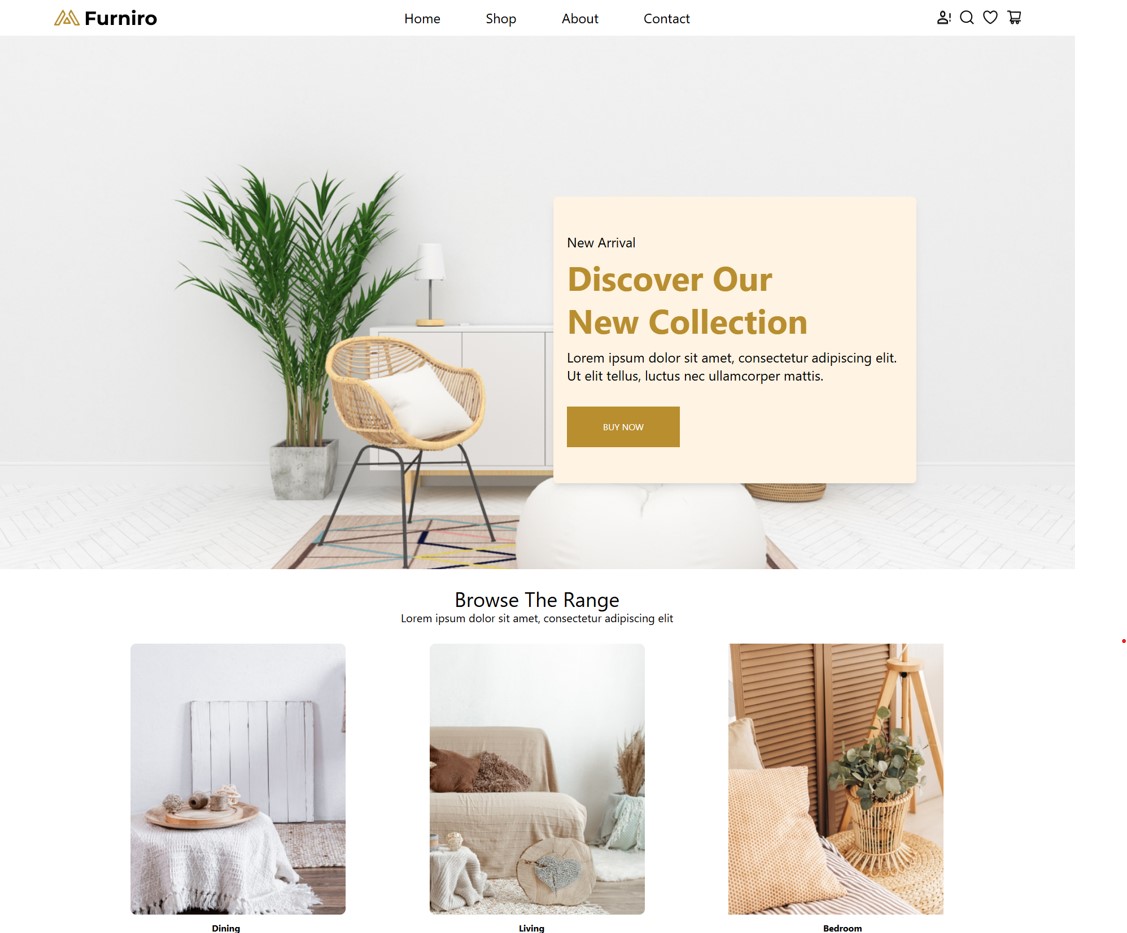 Furniro
Home Shop About Contact
New Arrival
Discover Our
New Collection
Lorem ipsum dolor sit amet, consectetur adipiscing elit.
Ut elit tellus, luctus nec ullamcorper mattis.
BUY NOW
Browse The Range
Lorem ipsum dolor sit amet, consectetur adipiscing elit
Dining Living Bedroom